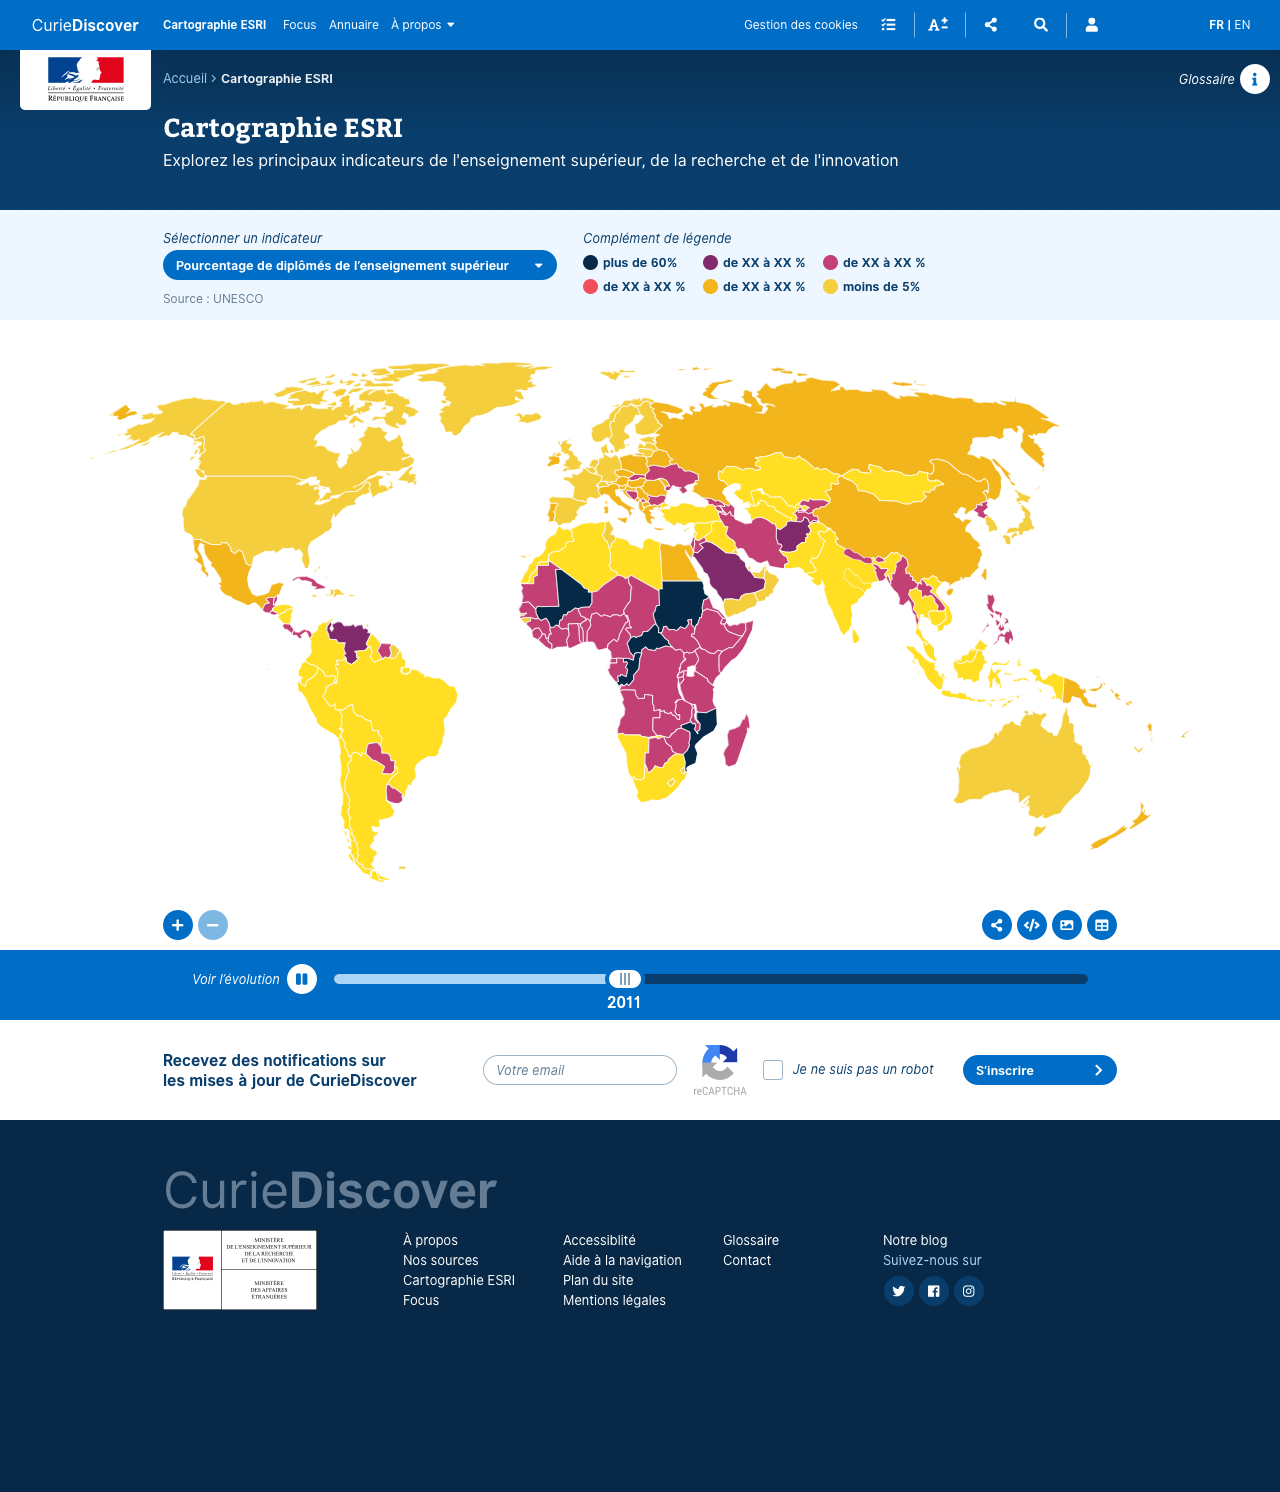 CurieDiscover
Cartographie ESRI Focus Annuaire À propos
Gestion des cookies
A±
FR | EN
Liberté • Égalité • Fraternité
RÉPUBLIQUE FRANÇAISE
Accueil > Cartographie ESRI
Glossaire
Cartographie ESRI
Explorez les principaux indicateurs de l'enseignement supérieur, de la recherche et de l'innovation
Sélectionner un indicateur
Pourcentage de diplômés de l’enseignement supérieur
Source : UNESCO
Complément de légende
plus de 60% de XX à XX % de XX à XX %
de XX à XX % de XX à XX % moins de 5%
Voir l’évolution
2011
Recevez des notifications sur
les mises à jour de CurieDiscover
Votre email
reCAPTCHA
Je ne suis pas un robot
S’inscrire
CurieDiscover
Liberté • Égalité • Fraternité
RÉPUBLIQUE FRANÇAISE
MINISTÈRE
DE L'ENSEIGNEMENT SUPÉRIEUR
DE LA RECHERCHE
ET DE L'INNOVATION
MINISTÈRE
DES AFFAIRES
ÉTRANGÈRES
À propos
Nos sources
Cartographie ESRI
Focus
Accessiblité
Aide à la navigation
Plan du site
Mentions légales
Glossaire
Contact
Notre blog
Suivez-nous sur